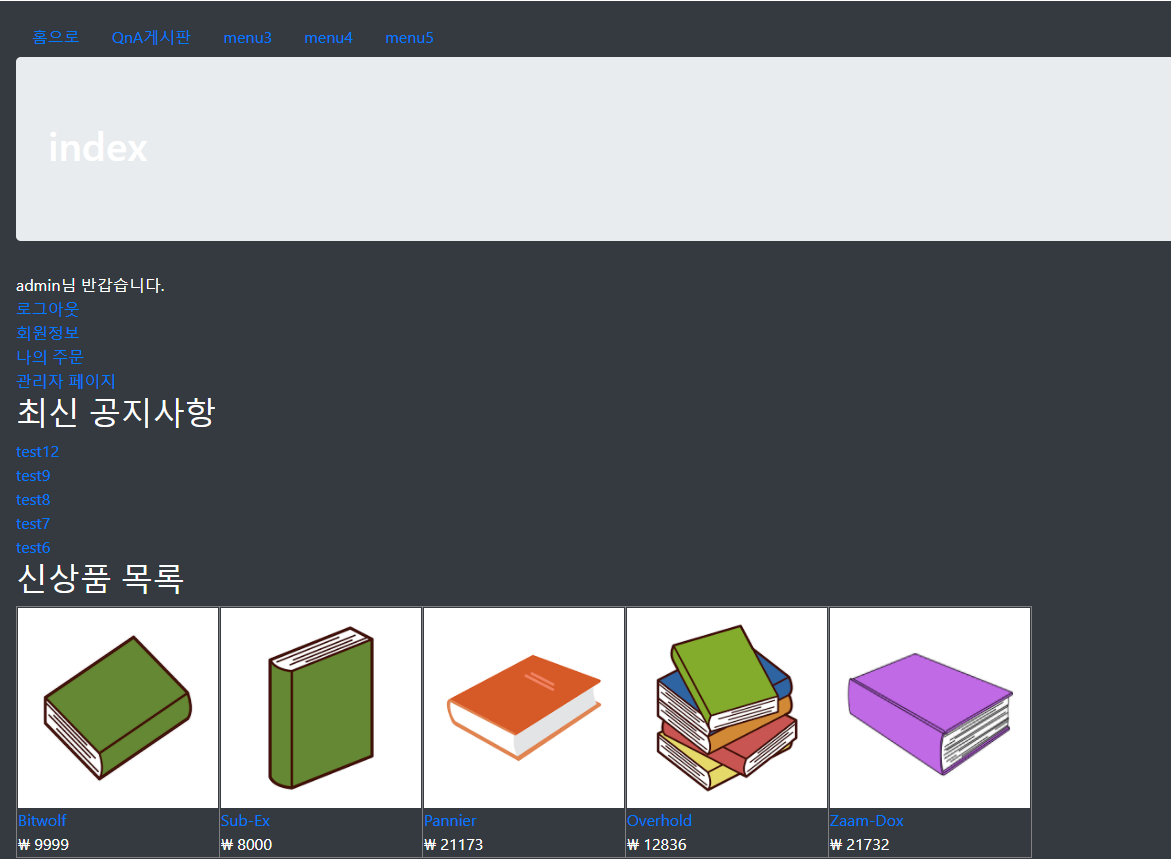 홈으로 QnA게시판 menu3 menu4 menu5
index
admin님 반갑습니다.
로그아웃
회원정보
나의 주문
관리자 페이지
최신 공지사항
test12
test9
test8
test7
test6
신상품 목록
Bitwolf Sub-Ex Pannier Overhold Zaam-Dox
₩ 9999 ₩ 8000 ₩ 21173 ₩ 12836 ₩ 21732